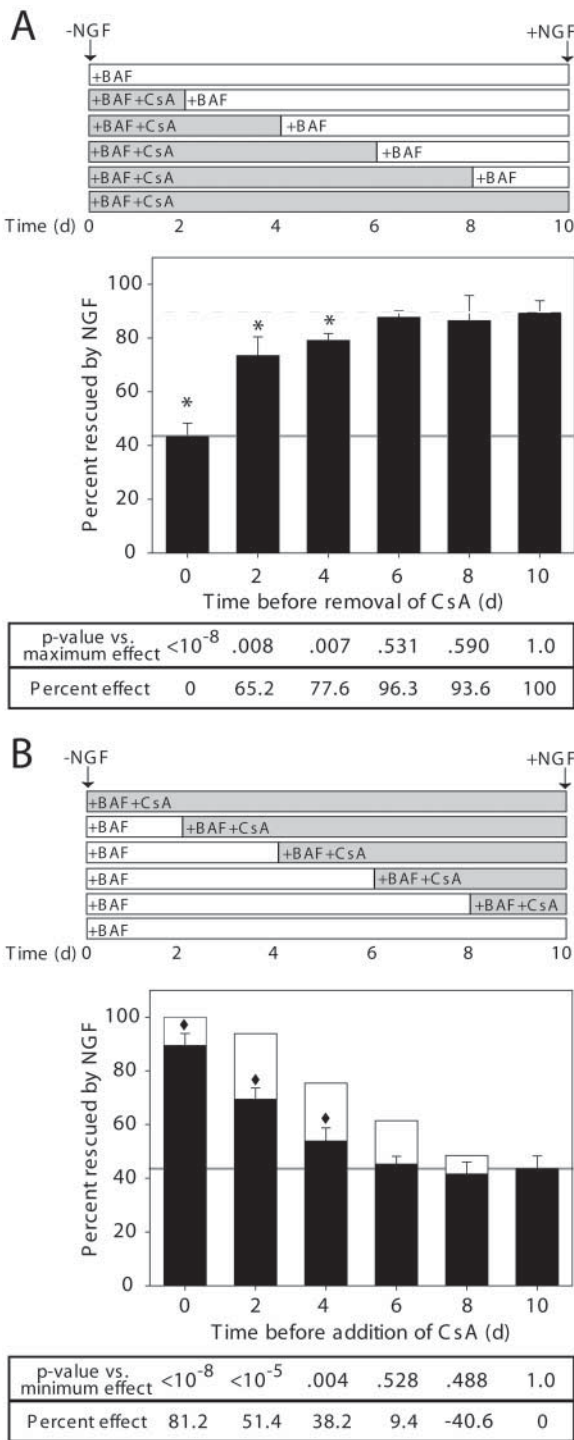 A
-NGF +NGF
+BAF
+BAF+CsA +BAF
+BAF+CsA +BAF
+BAF+CsA +BAF
+BAF+CsA +BAF
+BAF+CsA
Time (d) 0 2 4 6 8 10
Percent rescued by NGF
100
80
60
40
20
0
* * *
0 2 4 6 8 10
Time before removal of CsA (d)
p-value vs. maximum effect <10⁻⁸ .008 .007 .531 .590 1.0
Percent effect 0 65.2 77.6 96.3 93.6 100
B
-NGF +NGF
+BAF+CsA
+BAF +BAF+CsA
+BAF +BAF+CsA
+BAF +BAF+CsA
+BAF +BAF+CsA
+BAF
Time (d) 0 2 4 6 8 10
Percent rescued by NGF
100
80
60
40
20
0
0 2 4 6 8 10
Time before addition of CsA (d)
p-value vs. minimum effect <10⁻⁸ <10⁻⁵ .004 .528 .488 1.0
Percent effect 81.2 51.4 38.2 9.4 -40.6 0